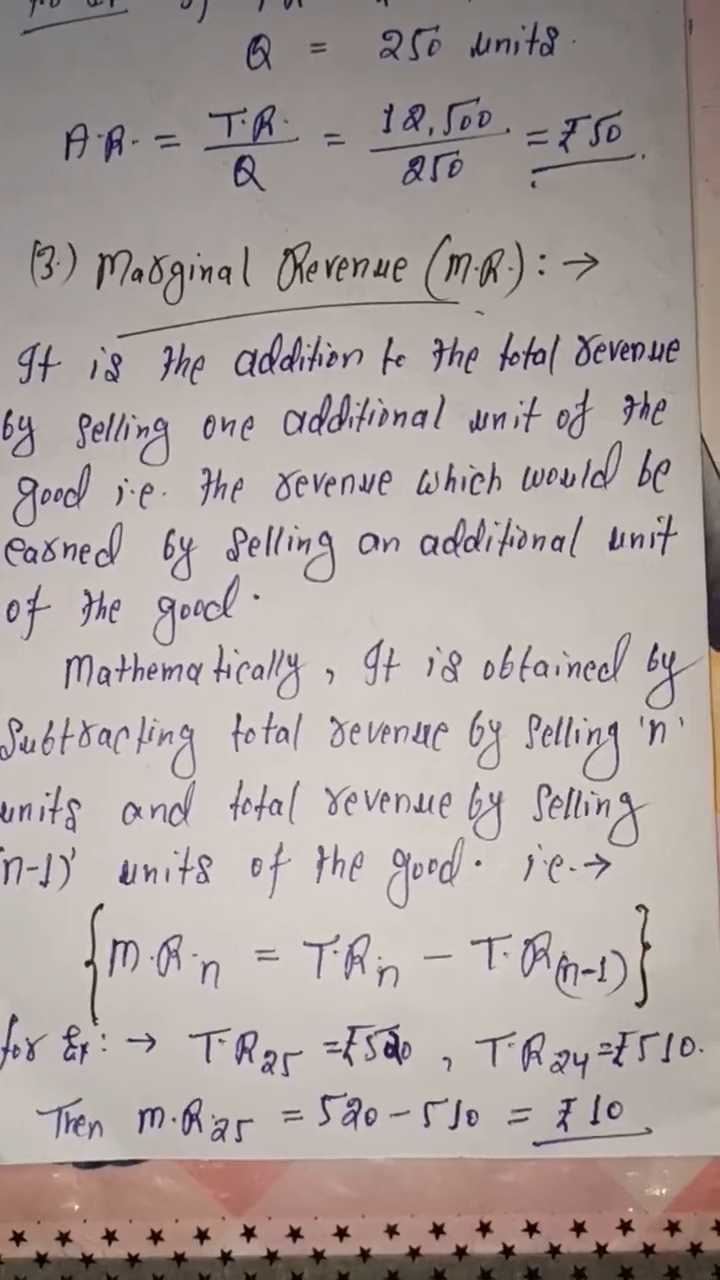 Q = 250 units.
A.R. = T.R. / Q = 12,500 / 250 = ₹50.
(3.) Marginal Revenue (M.R.) : →
It is the addition to the total revenue
by selling one additional unit of the
good i.e. the revenue which would be
earned by selling an additional unit
of the good.
Mathematically, It is obtained by
Subtracting total revenue by selling 'n'
units and total revenue by selling
'n-1)' units of the good. i.e. →
{M.R.n = T.Rn – T.R(n-1)}
for Ex: → T.R25 = ₹520, T.R24 = ₹510.
Then M.R.25 = 520 – 510 = ₹10